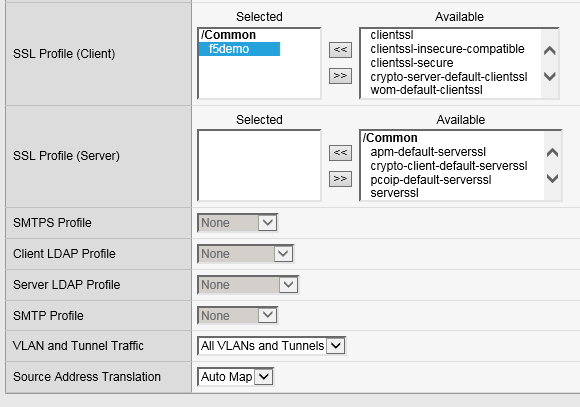 Selected
Available
SSL Profile (Client)
/Common
f5demo
<<
>>
clientssl
clientssl-insecure-compatible
clientssl-secure
crypto-server-default-clientssl
wom-default-clientssl
Selected
Available
SSL Profile (Server)
<<
>>
/Common
apm-default-serverssl
crypto-client-default-serverssl
pcoip-default-serverssl
serverssl
SMTPS Profile
None
Client LDAP Profile
None
Server LDAP Profile
None
SMTP Profile
None
VLAN and Tunnel Traffic
All VLANs and Tunnels
Source Address Translation
Auto Map